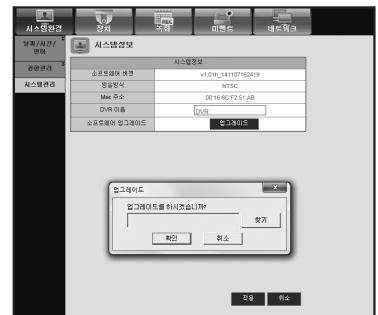 시스템환경 장치 녹화 이벤트 네트워크
REC
날짜/시간/
언어
권한관리
시스템관리
시스템정보
시스템정보
소프트웨어 버젼 v1.01h_141107162419
방송방식 NTSC
Mac 주소 00:16:6C:F2:51:AB
DVR 이름 DVR
소프트웨어 업그레이드 업그레이드
업그레이드
업그레이드를 하시겠습니까?
찾기
확인 취소
적용 취소